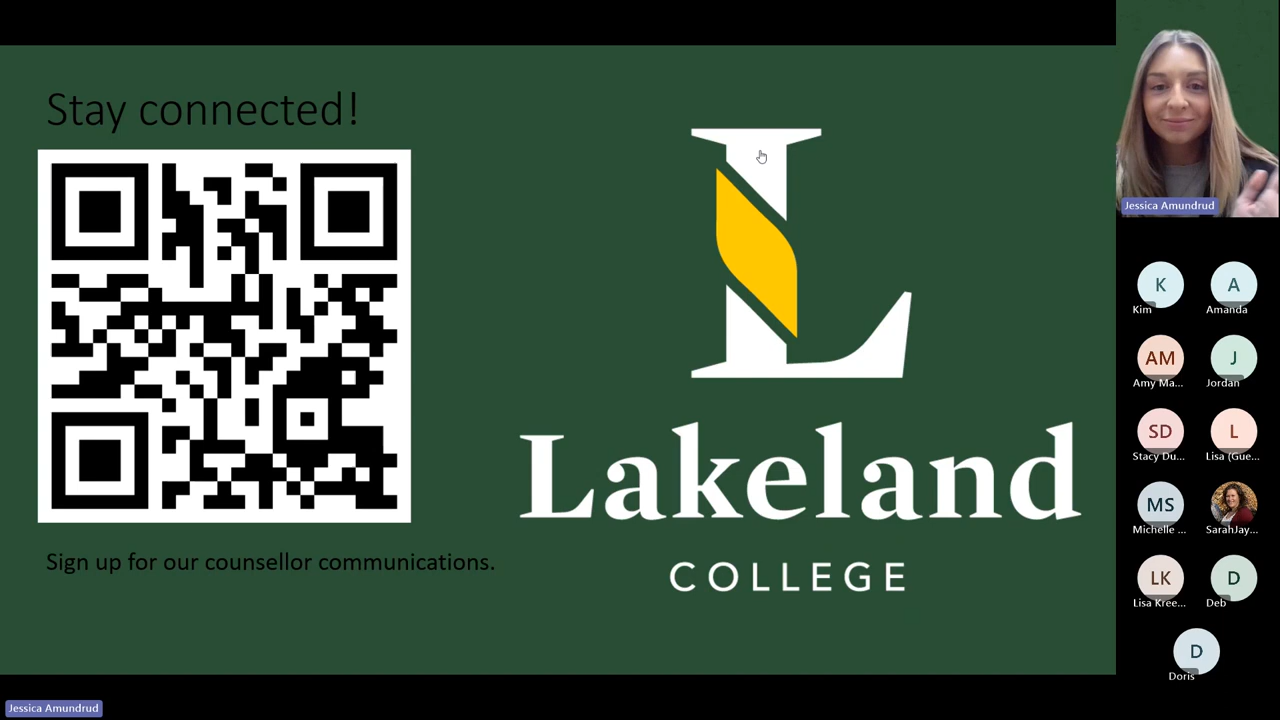 Stay connected!
Sign up for our counsellor communications.
L
Lakeland
COLLEGE
Jessica Amundrud
K
A
Kim
Amanda
AM
J
Amy Ma...
Jordan
SD
L
Stacy Du...
Lisa (Gue...
MS
Michelle ...
SarahJay...
LK
D
Lisa Kree...
Deb
D
Doris
Jessica Amundrud